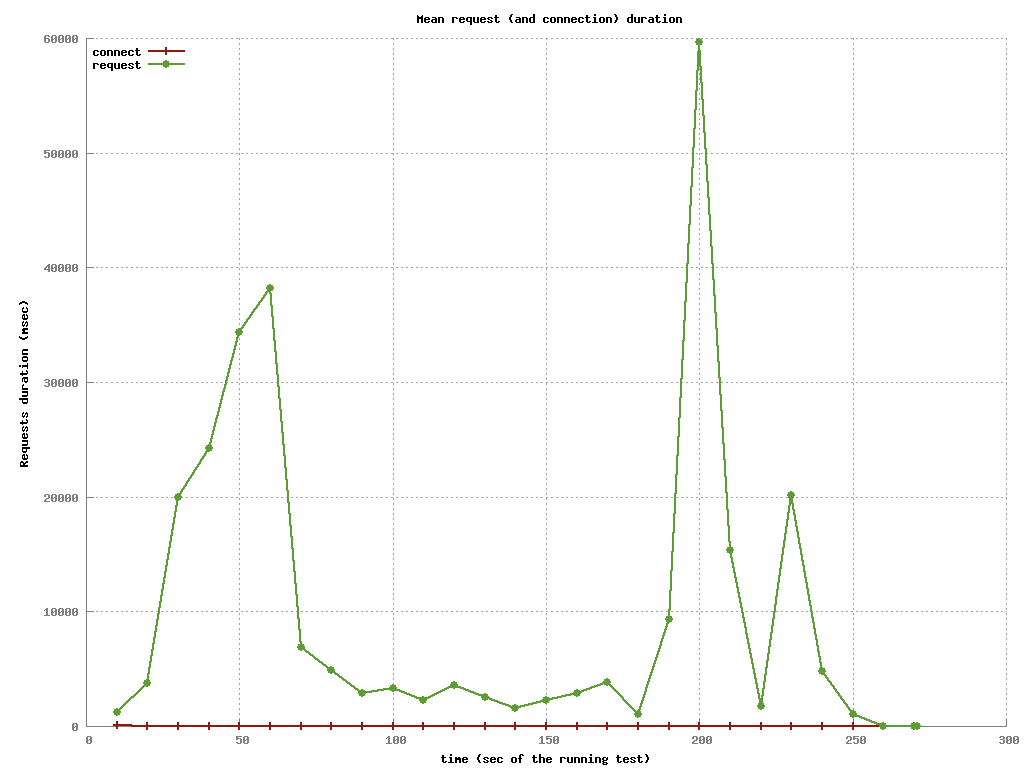 Mean request (and connection) duration
connect
request
60000
50000
40000
30000
20000
10000
0
Requests duration (msec)
0 50 100 150 200 250 300
time (sec of the running test)